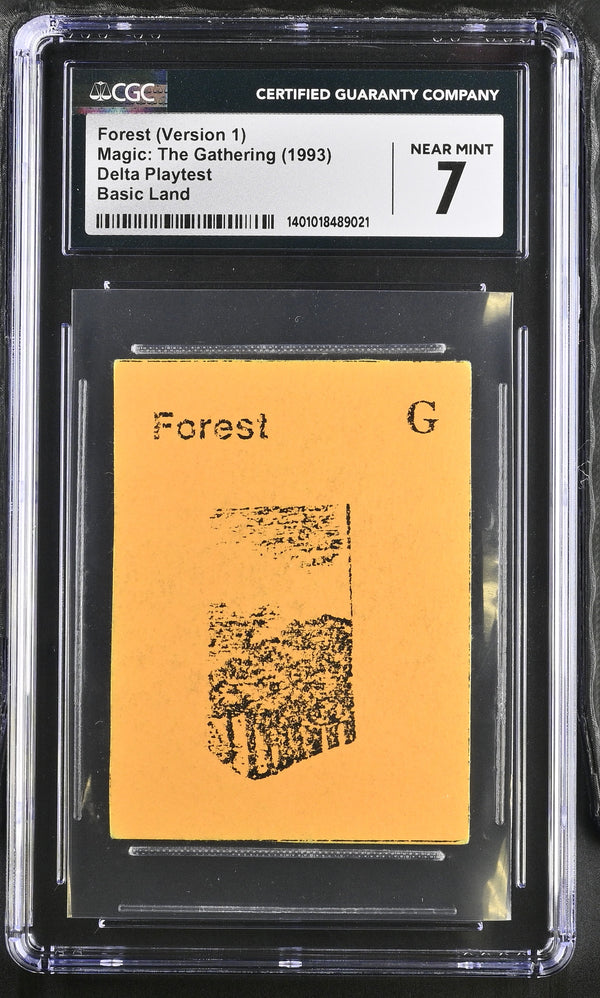 CGC
CERTIFIED GUARANTY COMPANY
Forest (Version 1)
Magic: The Gathering (1993)
Delta Playtest
Basic Land
NEAR MINT
7
1401018489021
Forest
G